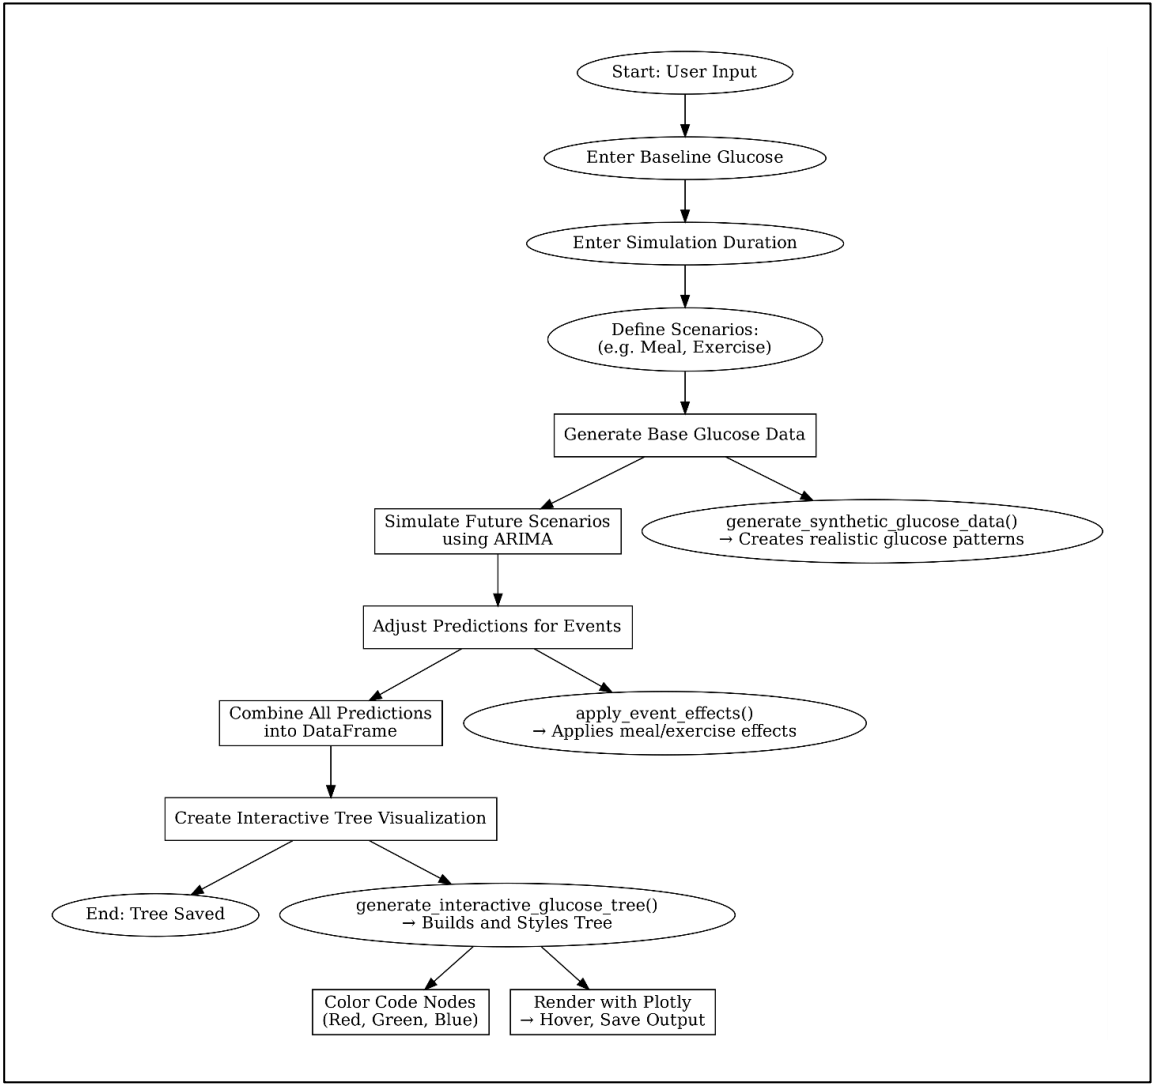 Start: User Input
Enter Baseline Glucose
Enter Simulation Duration
Define Scenarios:
(e.g. Meal, Exercise)
Generate Base Glucose Data
Simulate Future Scenarios
using ARIMA
generate_synthetic_glucose_data()
→ Creates realistic glucose patterns
Adjust Predictions for Events
Combine All Predictions
into DataFrame
apply_event_effects()
→ Applies meal/exercise effects
Create Interactive Tree Visualization
End: Tree Saved
generate_interactive_glucose_tree()
→ Builds and Styles Tree
Color Code Nodes
(Red, Green, Blue)
Render with Plotly
→ Hover, Save Output